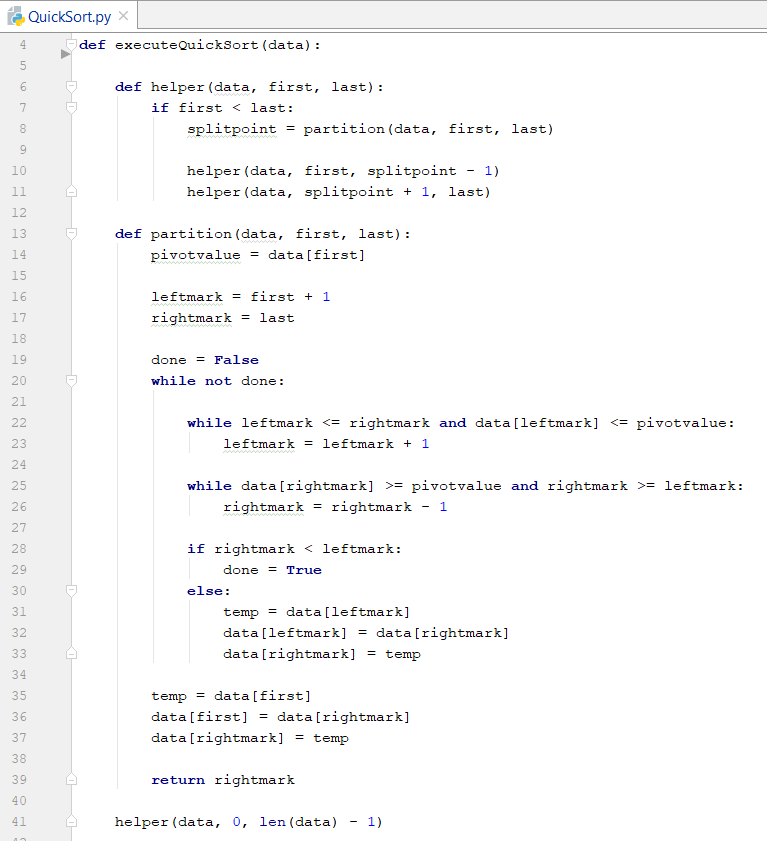 QuickSort.py ×
4 def executeQuickSort(data):
5
6     def helper(data, first, last):
7         if first < last:
8             splitpoint = partition(data, first, last)
9
10             helper(data, first, splitpoint - 1)
11             helper(data, splitpoint + 1, last)
12
13     def partition(data, first, last):
14         pivotvalue = data[first]
15
16         leftmark = first + 1
17         rightmark = last
18
19         done = False
20         while not done:
21
22             while leftmark <= rightmark and data[leftmark] <= pivotvalue:
23                 leftmark = leftmark + 1
24
25             while data[rightmark] >= pivotvalue and rightmark >= leftmark:
26                 rightmark = rightmark - 1
27
28             if rightmark < leftmark:
29                 done = True
30             else:
31                 temp = data[leftmark]
32                 data[leftmark] = data[rightmark]
33                 data[rightmark] = temp
34
35         temp = data[first]
36         data[first] = data[rightmark]
37         data[rightmark] = temp
38
39         return rightmark
40
41     helper(data, 0, len(data) - 1)